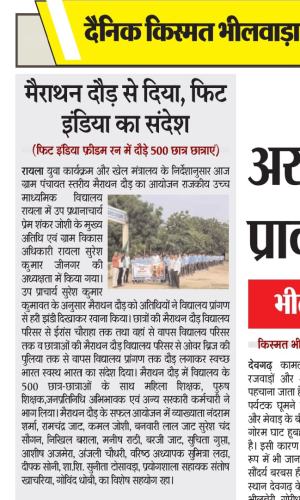 दैनिक किस्मत भीलवाड़ा
मैराथन दौड़ से दिया, फिट
इंडिया का संदेश
(फिट इंडिया फ्रीडम रन में दौड़े 500 छात्र छात्राएं)
रायला युवा कार्यक्रम और खेल मंत्रालय के निर्देशानुसार आज
ग्राम पंचायत स्तरीय मैराथन दौड़ का आयोजन राजकीय उच्च
माध्यमिक विद्यालय
रायला में उप प्रधानाचार्य
प्रेम शंकर जोशी के मुख्य
अतिथि एवं ग्राम विकास
अधिकारी रायला सुरेश
कुमार जीनगर की
अध्यक्षता में किया गया।
उप प्राचार्य सुरेश कुमार
कुमावत के अनुसार मैराथन दौड़ को अतिथियों ने विद्यालय प्रांगण
से हरी झंडी दिखाकर रवाना किया। छात्रों की मैराथन दौड़ विद्यालय
परिसर से ईरांस चौराहा तक तथा वहां से वापस विद्यालय परिसर
तक व छात्राओं की मैराथन दौड़ विद्यालय परिसर से ओवर ब्रिज की
पुलिया तक से वापस विद्यालय प्रांगण तक दौड़ लगाकर स्वच्छ
भारत स्वस्थ भारत का संदेश दिया। मैराथन दौड़ में विद्यालय के
500 छात्र-छात्राओं के साथ महिला शिक्षक, पुरुष
शिक्षक,जनप्रतिनिधि अभिभावक एवं अन्य सरकारी कर्मचारी ने
भाग लिया। मैराथन दौड़ के सफल आयोजन में व्याख्याता नंदराम
शर्मा, रामचंद्र जाट, कमल जोशी, बनवारी लाल जाट सुरेश चंद
सौगन, निखिल बराला, मनीष राठी, बरजी जाट, सुचिता गुप्ता,
आशीष अजमेरा, अंजली चौधरी, वरिष्ठ अध्यापक सुमित्रा लढा,
दीपक सोनी, शा.शि. सुनीता टोसावड़ा, प्रयोगशाला सहायक संतोष
खाचरिया, गोविंद धोबी, का विशेष सहयोग रहा।
किस्मत भी
देवगढ़ कामल
रजवाड़ों और
पहचाना जाता है
पर्यटक घूमने
और मेवाड़ के बी
गोरम घाट हुबा
है। इसी कारण
रूप में भी जान
सौंदर्य बरबस ही
स्थान देवगढ़ के